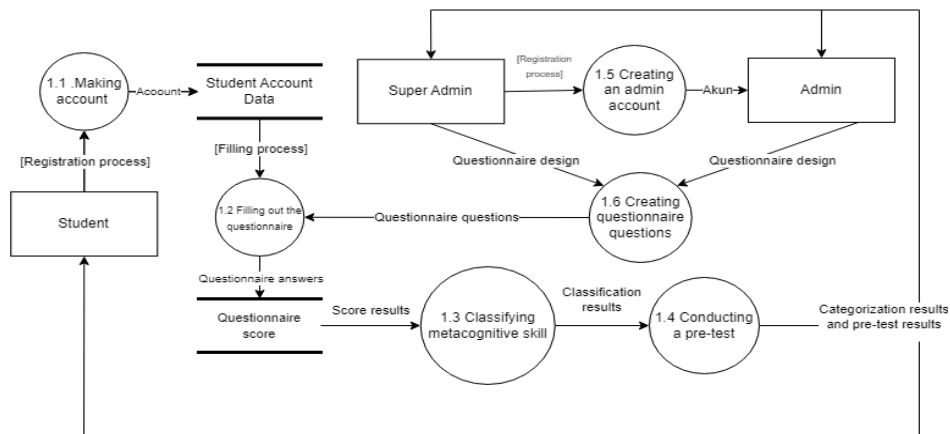 1.1 .Making
account
Acoount
Student Account
Data
Super Admin
[Registration
process]
1.5 Creating
an admin
account
Akun
Admin
[Registration process]
[Filling process]
Questionnaire design
Questionnaire design
Student
1.2 Filling out the
questionnaire
Questionnaire questions
1.6 Creating
questionnaire
questions
Questionnaire answers
Questionnaire
score
Score results
1.3 Classifying
metacognitive skill
Classification
results
1.4 Conducting
a pre-test
Categorization results
and pre-test results